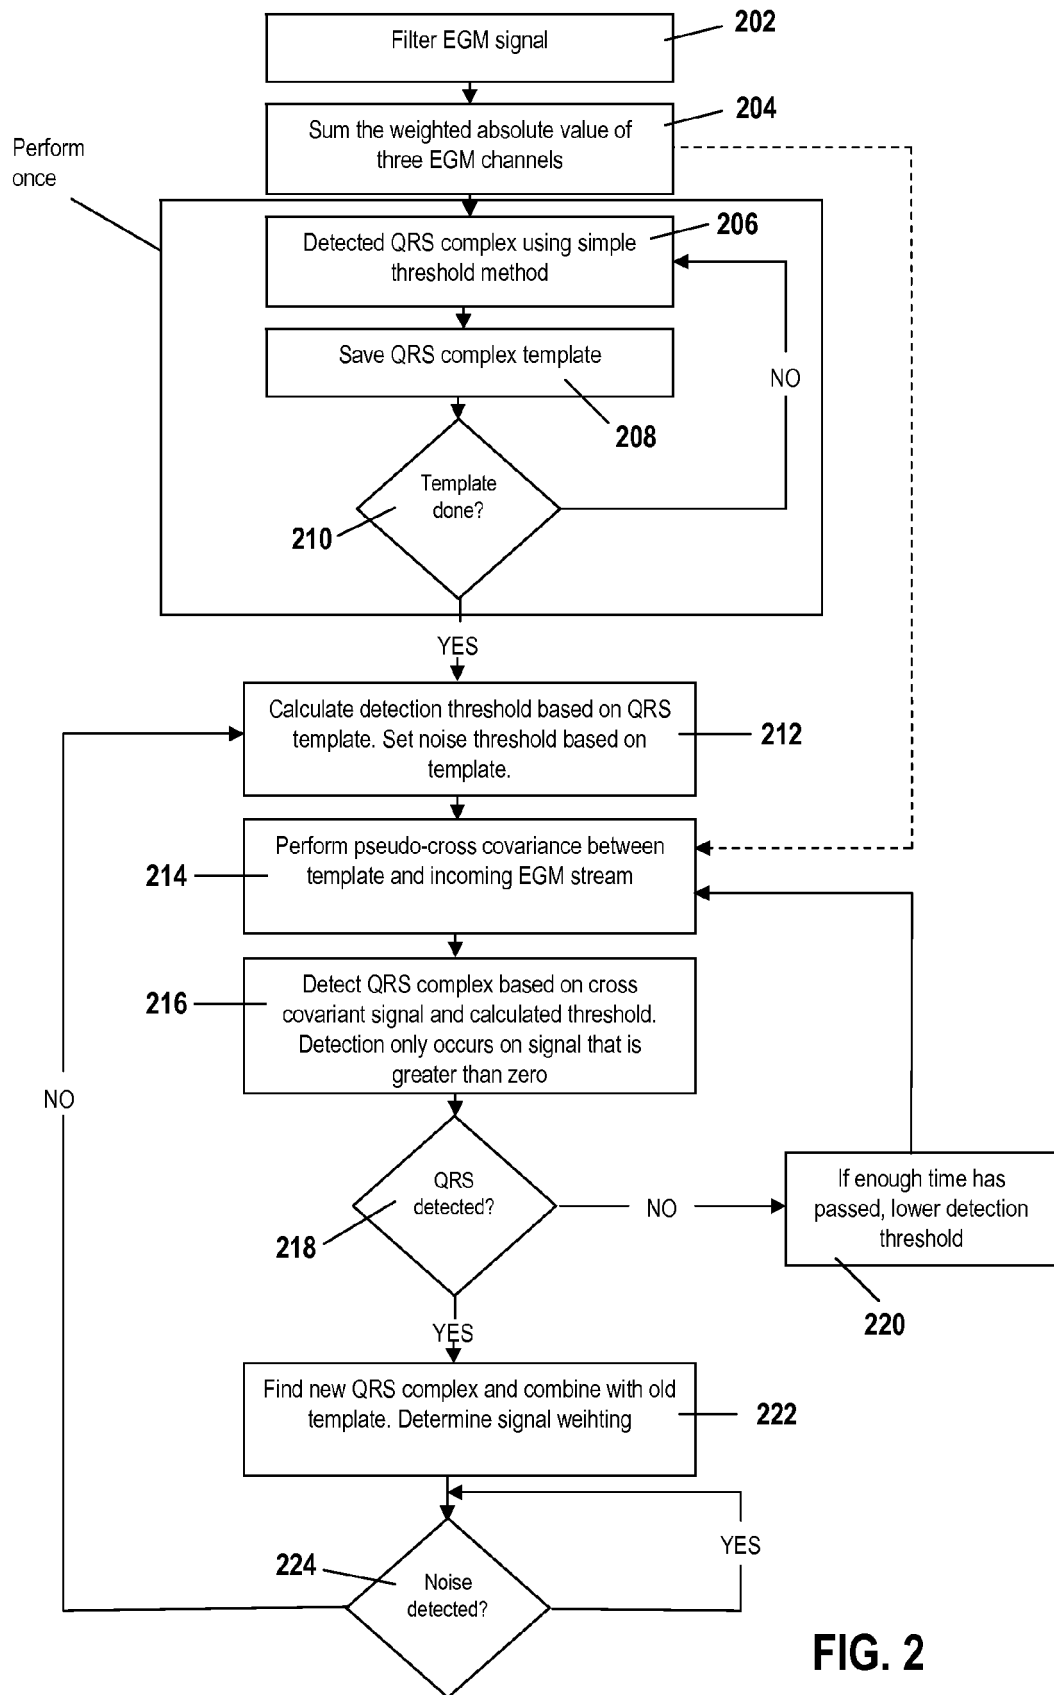 Filter EGM signal
202
Sum the weighted absolute value of
three EGM channels
204
Perform
once
Detected QRS complex using simple
threshold method
206
Save QRS complex template
208
NO
Template
done?
210
YES
Calculate detection threshold based on QRS
template. Set noise threshold based on
template.
212
Perform pseudo-cross covariance between
template and incoming EGM stream
214
Detect QRS complex based on cross
covariant signal and calculated threshold.
Detection only occurs on signal that is
greater than zero
216
NO
QRS
detected?
218
NO
If enough time has
passed, lower detection
threshold
220
YES
Find new QRS complex and combine with old
template. Determine signal weihting
222
YES
Noise
detected?
224
FIG. 2